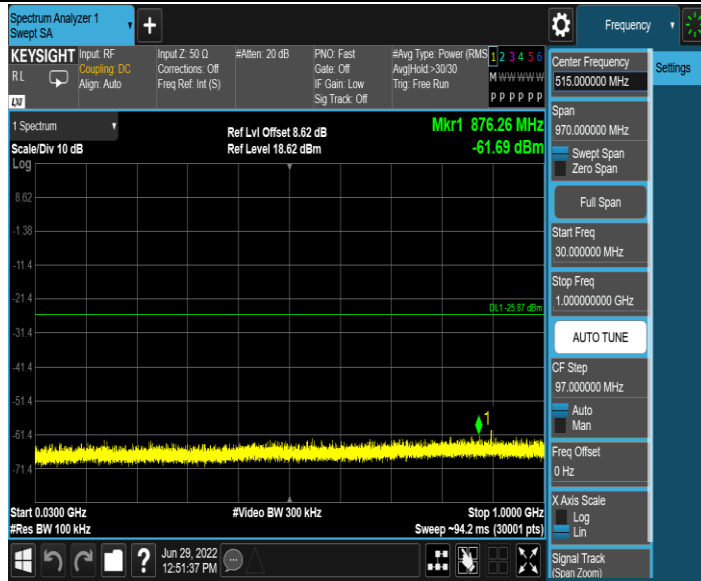 Spectrum Analyzer 1
Swept SA
+
Frequency
KEYSIGHT
RL
LXI
Input: RF
Coupling: DC
Align: Auto
Input Z: 50 Ω
Corrections: Off
Freq Ref: Int (S)
#Atten: 20 dB
PNO: Fast
Gate: Off
IF Gain: Low
Sig Track: Off
#Avg Type: Power (RMS
Avg|Hold:>30/30
Trig: Free Run
1 2 3 4 5 6
M W W W W W
P P P P P P
Center Frequency
515.000000 MHz
Settings
1 Spectrum
Scale/Div 10 dB
Ref Lvl Offset 8.62 dB
Ref Level 18.62 dBm
Mkr1 876.26 MHz
-61.69 dBm
Log
8.62
-1.38
-11.4
-21.4
DL1 -25.87 dBm
-31.4
-41.4
-51.4
1
-61.4
-71.4
Start 0.0300 GHz
#Res BW 100 kHz
#Video BW 300 kHz
Stop 1.0000 GHz
Sweep ~94.2 ms (30001 pts)
Span
970.000000 MHz
Swept Span
Zero Span
Full Span
Start Freq
30.000000 MHz
Stop Freq
1.000000000 GHz
AUTO TUNE
CF Step
97.000000 MHz
Auto
Man
Freq Offset
0 Hz
X Axis Scale
Log
Lin
Signal Track
(Span Zoom)
?
Jun 29, 2022
12:51:37 PM